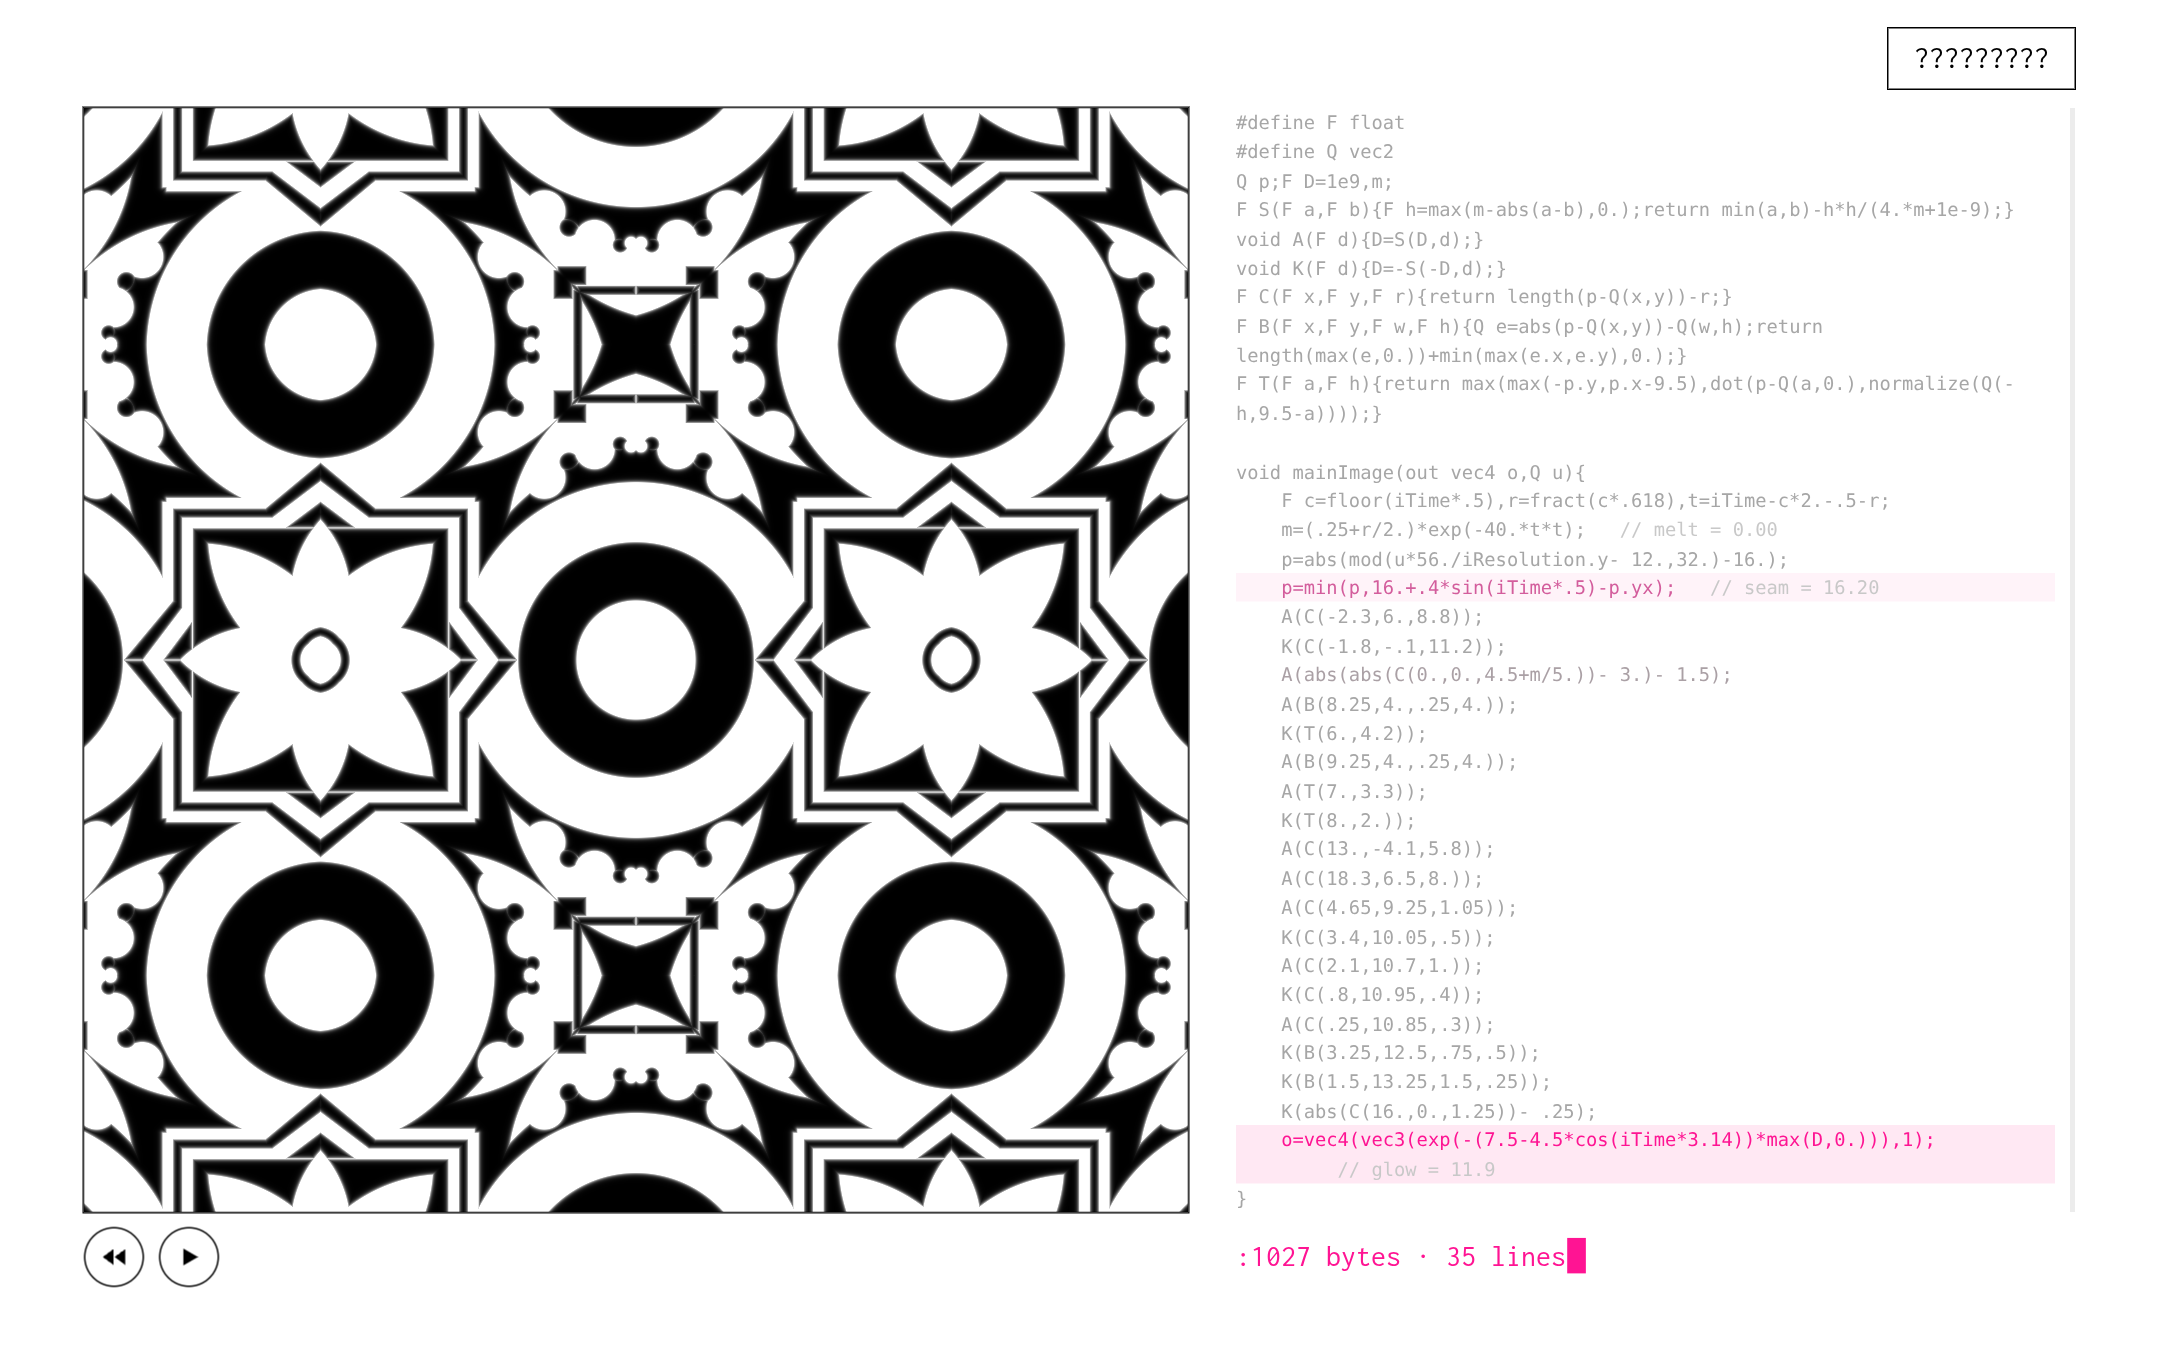 ?????????
#define F float
#define Q vec2
Q p;F D=1e9,m;
F S(F a,F b){F h=max(m-abs(a-b),0.);return min(a,b)-h*h/(4.*m+1e-9);}
void A(F d){D=S(D,d);}
void K(F d){D=-S(-D,d);}
F C(F x,F y,F r){return length(p-Q(x,y))-r;}
F B(F x,F y,F w,F h){Q e=abs(p-Q(x,y))-Q(w,h);return
length(max(e,0.))+min(max(e.x,e.y),0.);}
F T(F a,F h){return max(max(-p.y,p.x-9.5),dot(p-Q(a,0.),normalize(Q(-
h,9.5-a))));}
void mainImage(out vec4 o,Q u){
    F c=floor(iTime*.5),r=fract(c*.618),t=iTime-c*2.-.5-r;
    m=(.25+r/2.)*exp(-40.*t*t);   // melt = 0.00
    p=abs(mod(u*56./iResolution.y- 12.,32.)-16.);
    p=min(p,16.+.4*sin(iTime*.5)-p.yx);   // seam = 16.20
    A(C(-2.3,6.,8.8));
    K(C(-1.8,-.1,11.2));
    A(abs(abs(C(0.,0.,4.5+m/5.))- 3.)- 1.5);
    A(B(8.25,4.,.25,4.));
    K(T(6.,4.2));
    A(B(9.25,4.,.25,4.));
    A(T(7.,3.3));
    K(T(8.,2.));
    A(C(13.,-4.1,5.8));
    A(C(18.3,6.5,8.));
    A(C(4.65,9.25,1.05));
    K(C(3.4,10.05,.5));
    A(C(2.1,10.7,1.));
    K(C(.8,10.95,.4));
    A(C(.25,10.85,.3));
    K(B(3.25,12.5,.75,.5));
    K(B(1.5,13.25,1.5,.25));
    K(abs(C(16.,0.,1.25))- .25);
    o=vec4(vec3(exp(-(7.5-4.5*cos(iTime*3.14))*max(D,0.))),1);
         // glow = 11.9
}
:1027 bytes · 35 lines